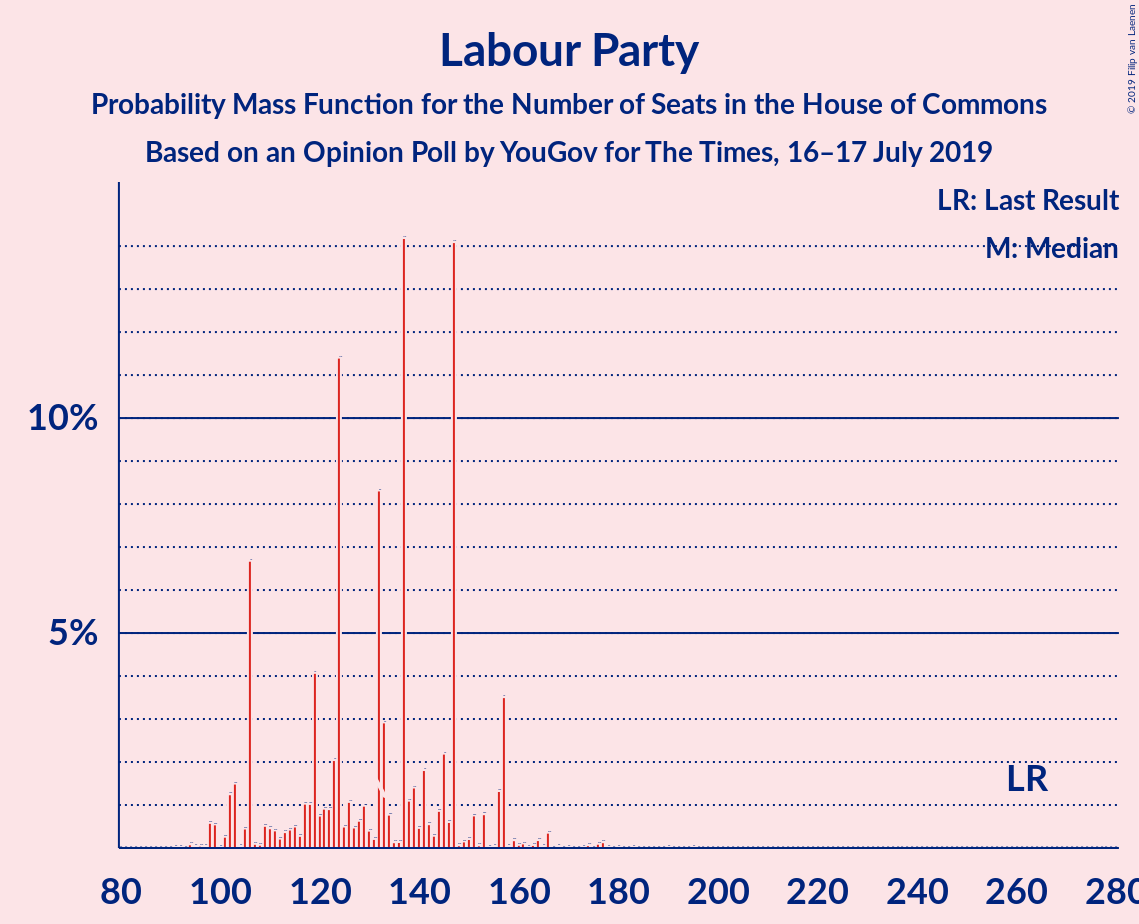 Labour Party
Probability Mass Function for the Number of Seats in the House of Commons
Based on an Opinion Poll by YouGov for The Times, 16–17 July 2019
© 2019 Filip van Laenen
LR: Last Result
M: Median
10%
5%
LR
80 100 120 140 160 180 200 220 240 260 280